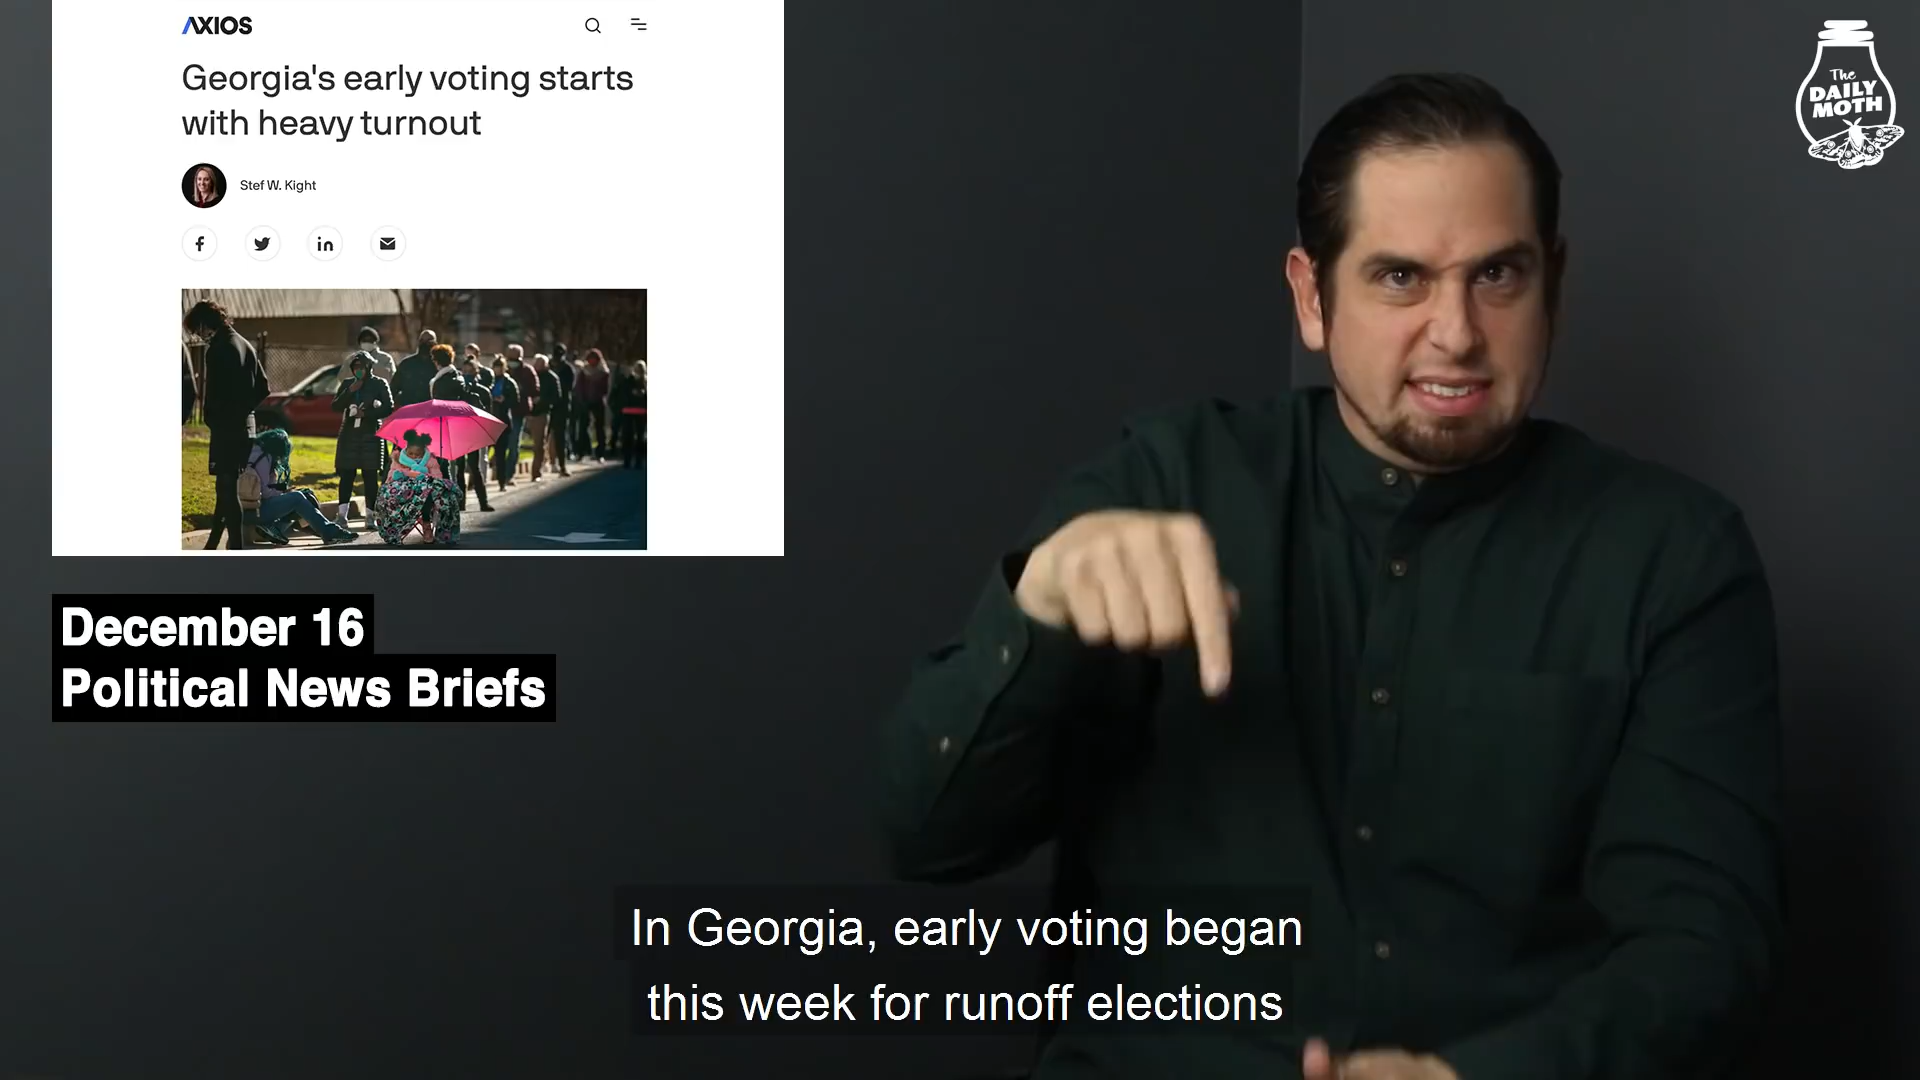 AXIOS
Georgia's early voting starts
with heavy turnout
Stef W. Kight
The
DAILY
MOTH
December 16
Political News Briefs
In Georgia, early voting began
this week for runoff elections